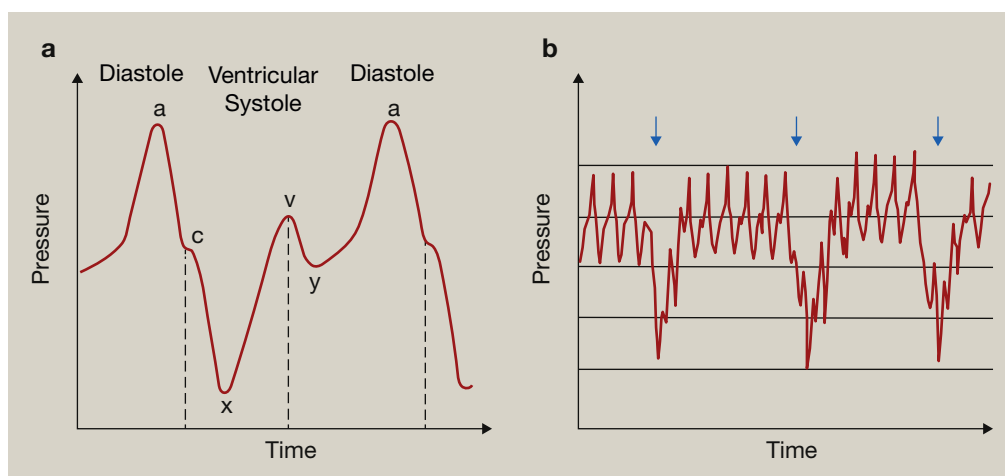 a
Diastole
Ventricular
Systole
Diastole
a
a
c
v
y
x
Pressure
Time
b
Pressure
Time